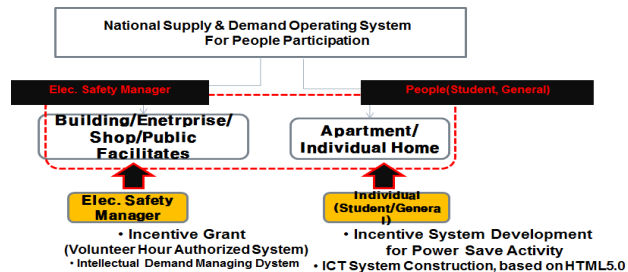 National Supply & Demand Operating System
For People Participation
Elec. Safety Manager
People(Student, General)
Building/Enetrprise/
Shop/Public
Facilitates
Apartment/
Individual Home
Elec. Safety
Manager
Individual
(Student/Genera
l)
• Incentive Grant
(Volunteer Hour Authorized System)
• Intellectual Demand Managing Dystem
• Incentive System Development
for Power Save Activity
• ICT System Construction, based on HTML5.0